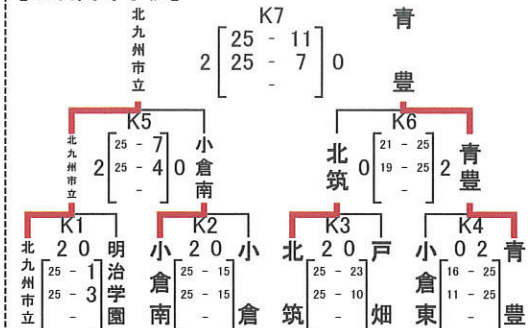 K7
北九州市立
2
25 - 11
25 - 7
-
0
青豊
K5
北九州市立
2
25 - 7
25 - 4
-
0
小倉南
K6
北筑
0
21 - 25
19 - 25
-
2
青豊
K1
北九州市立
2 0
25 - 1
25 - 3
-
明治学園
K2
小倉南
2 0
25 - 15
25 - 15
-
小倉
K3
北筑
2 0
25 - 23
25 - 10
-
戸畑
K4
小倉東
0 2
16 - 25
11 - 25
-
青豊